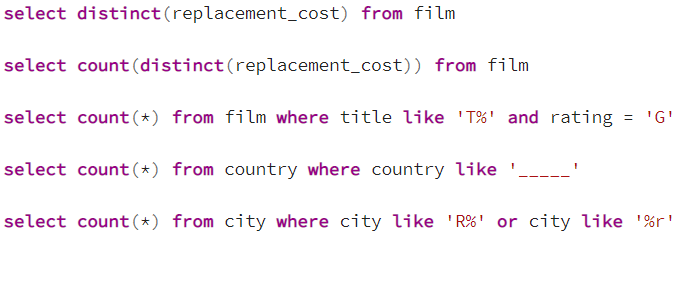 select distinct(replacement_cost) from film
select count(distinct(replacement_cost)) from film
select count(*) from film where title like 'T%' and rating = 'G'
select count(*) from country where country like '_____'
select count(*) from city where city like 'R%' or city like '%r'